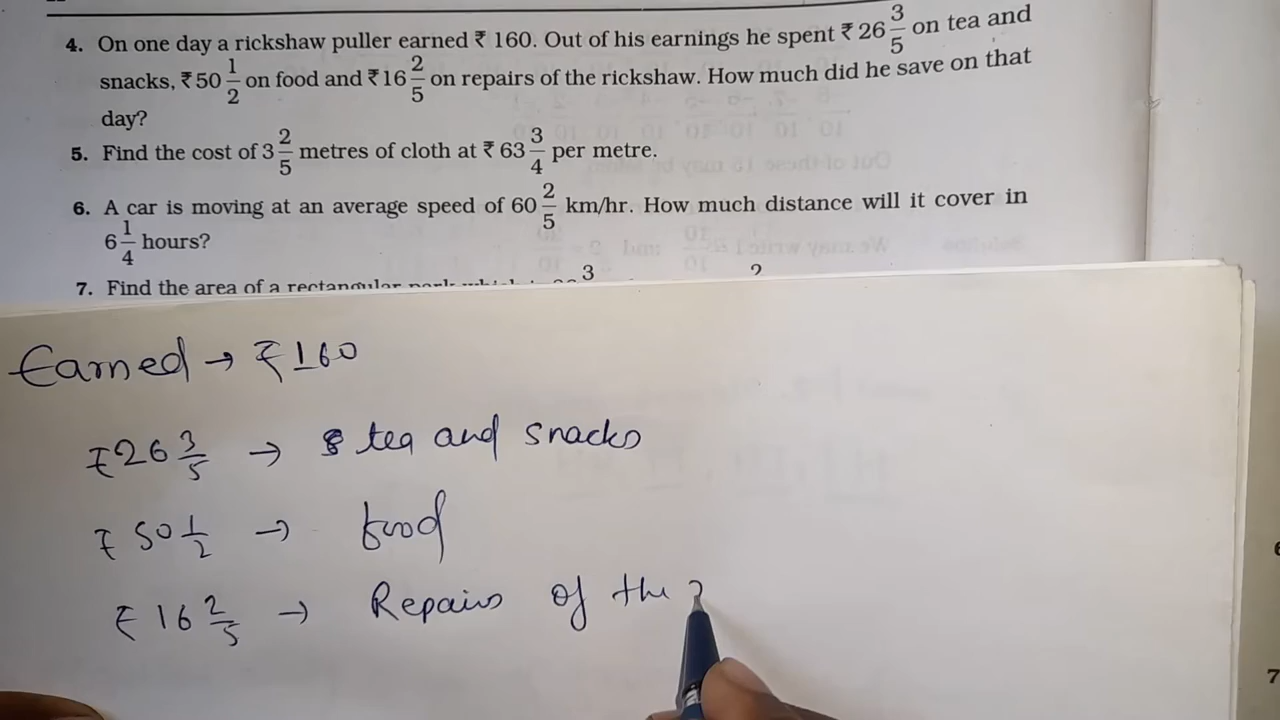 4. On one day a rickshaw puller earned ₹ 160. Out of his earnings he spent ₹ 26 3/5 on tea and
snacks, ₹ 50 1/2 on food and ₹ 16 2/5 on repairs of the rickshaw. How much did he save on that
day?
5. Find the cost of 3 2/5 metres of cloth at ₹ 63 3/4 per metre.
6. A car is moving at an average speed of 60 2/5 km/hr. How much distance will it cover in
6 1/4 hours?
7. Find the area of a rectangular park which
Earned → ₹ 160
₹ 26 3/5 → tea and snacks
₹ 50 1/2 → food
₹ 16 2/5 → Repairs of the